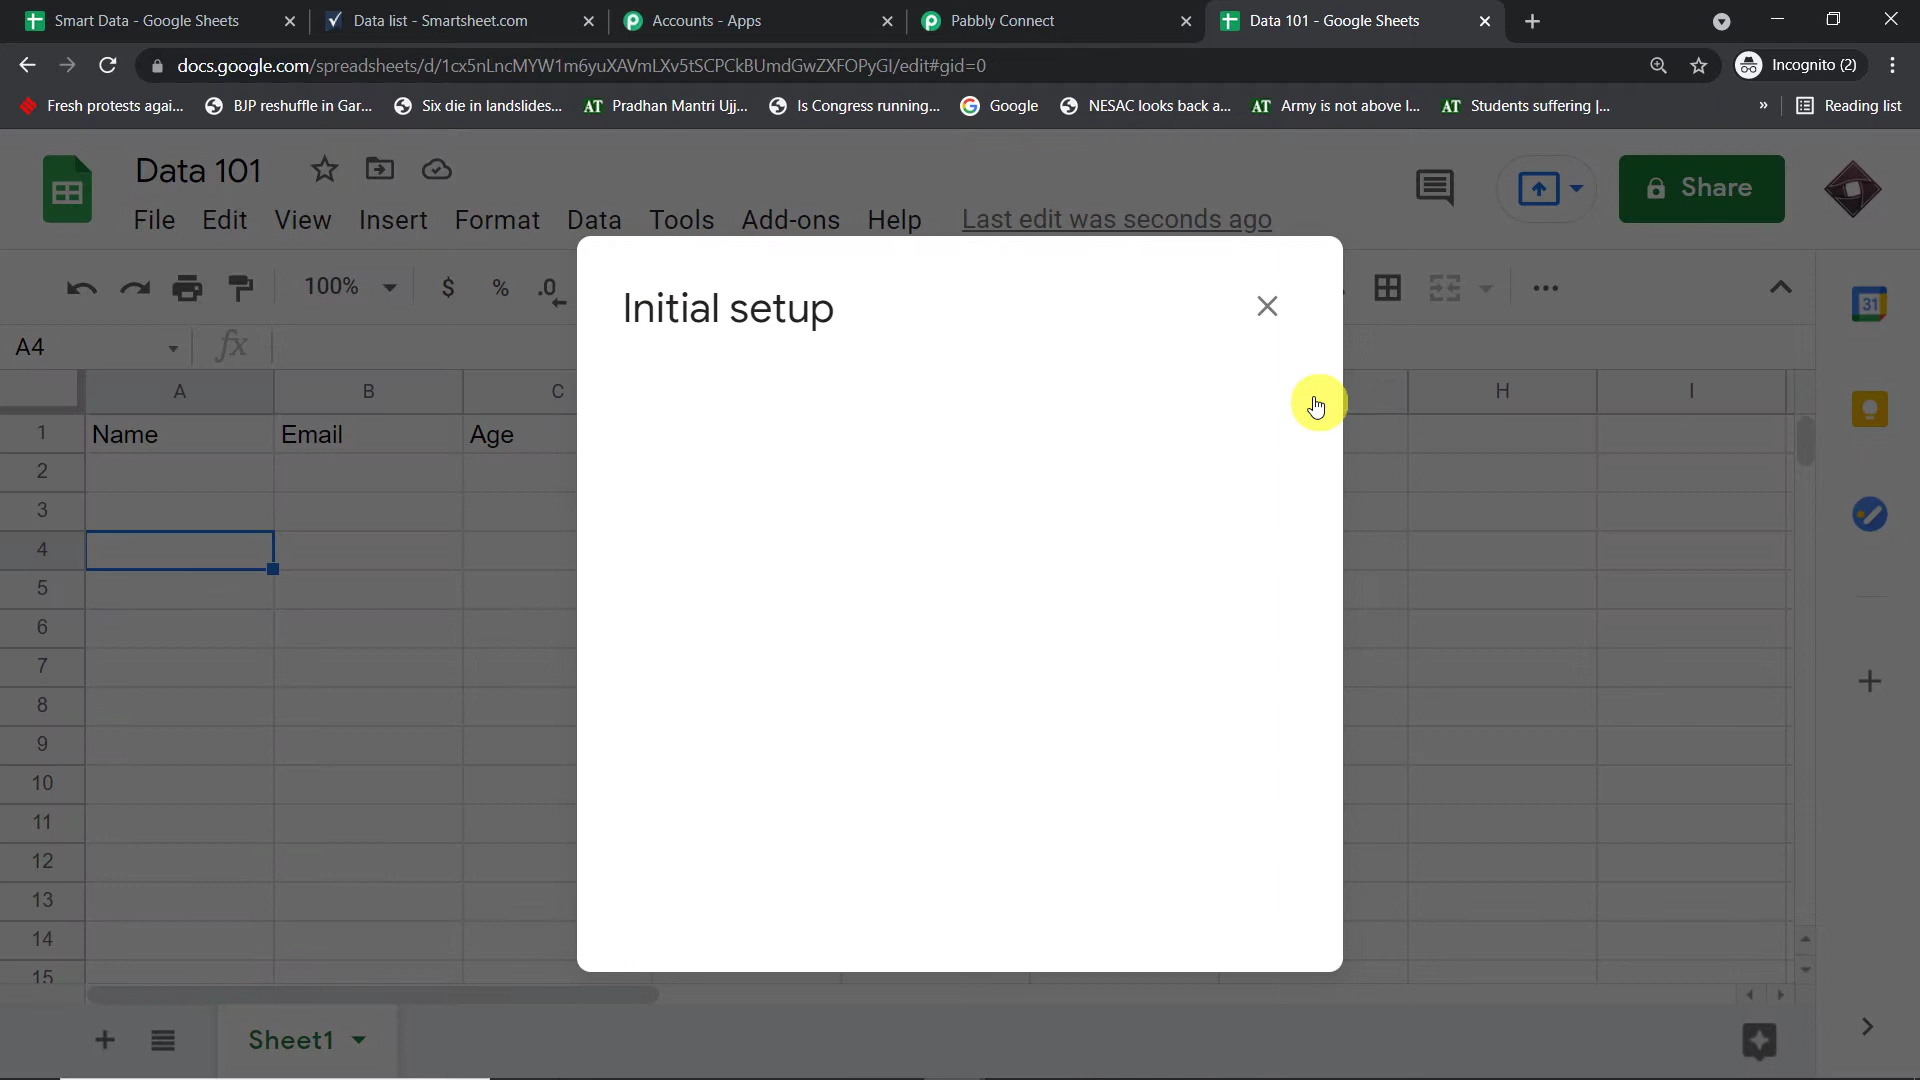 Smart Data - Google Sheets
Data list - Smartsheet.com
Accounts - Apps
Pabbly Connect
Data 101 - Google Sheets
docs.google.com/spreadsheets/d/1cx5nLncMYW1m6yuXAVmLXv5tSCPCkBUmdGwZXFOPyGI/edit#gid=0
Incognito (2)
Fresh protests agai...
BJP reshuffle in Gar...
Six die in landslides...
AT Pradhan Mantri Ujj...
Is Congress running...
Google
NESAC looks back a...
AT Army is not above l...
AT Students suffering |...
»
Reading list
Data 101
Share
File Edit View Insert Format Data Tools Add-ons Help Last edit was seconds ago
100% $ % .0
31
Initial setup
A4
fx
A B C H I
1 Name Email Age
2
3
4
5
6
7
8
9
10
11
12
13
14
15
Sheet1